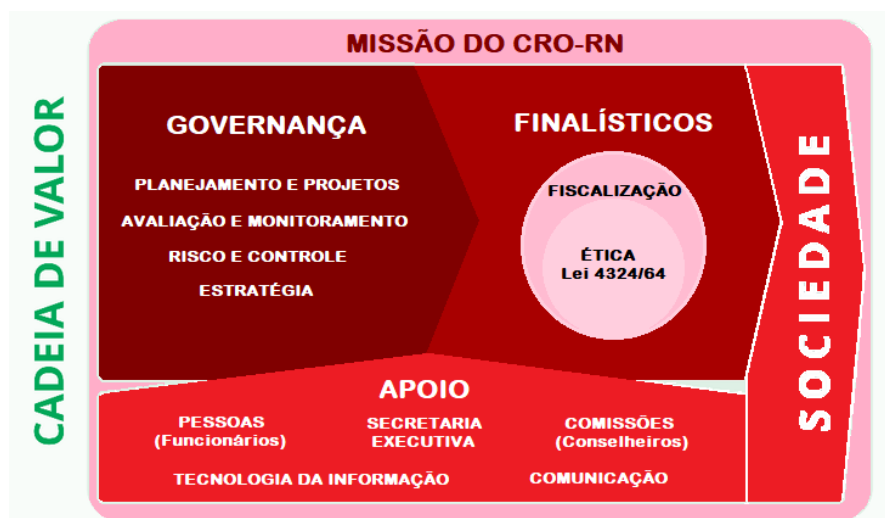 MISSÃO DO CRO-RN
CADEIA DE VALOR
GOVERNANÇA
PLANEJAMENTO E PROJETOS
AVALIAÇÃO E MONITORAMENTO
RISCO E CONTROLE
ESTRATÉGIA
FINALÍSTICOS
FISCALIZAÇÃO
ÉTICA
Lei 4324/64
SOCIEDADE
APOIO
PESSOAS
(Funcionários)
SECRETARIA
EXECUTIVA
COMISSÕES
(Conselheiros)
TECNOLOGIA DA INFORMAÇÃO
COMUNICAÇÃO